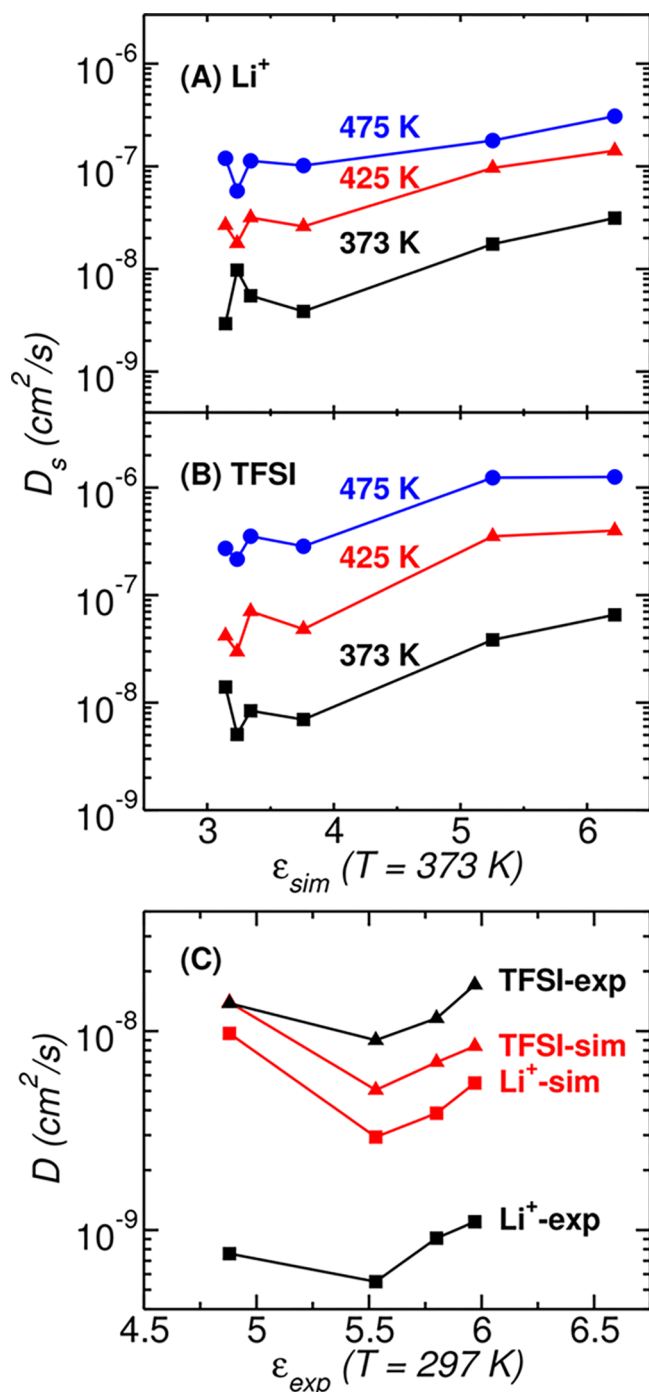 10^-6
(A) Li^+
475 K
10^-7
425 K
373 K
10^-8
10^-9
D_s (cm^2/s)
10^-6
(B) TFSI
475 K
425 K
10^-7
373 K
10^-8
10^-9
3 4 5 6
ε_sim (T = 373 K)
(C)
TFSI-exp
10^-8
TFSI-sim
Li^+-sim
D (cm^2/s)
10^-9
Li^+-exp
4.5 5 5.5 6 6.5
ε_exp (T = 297 K)